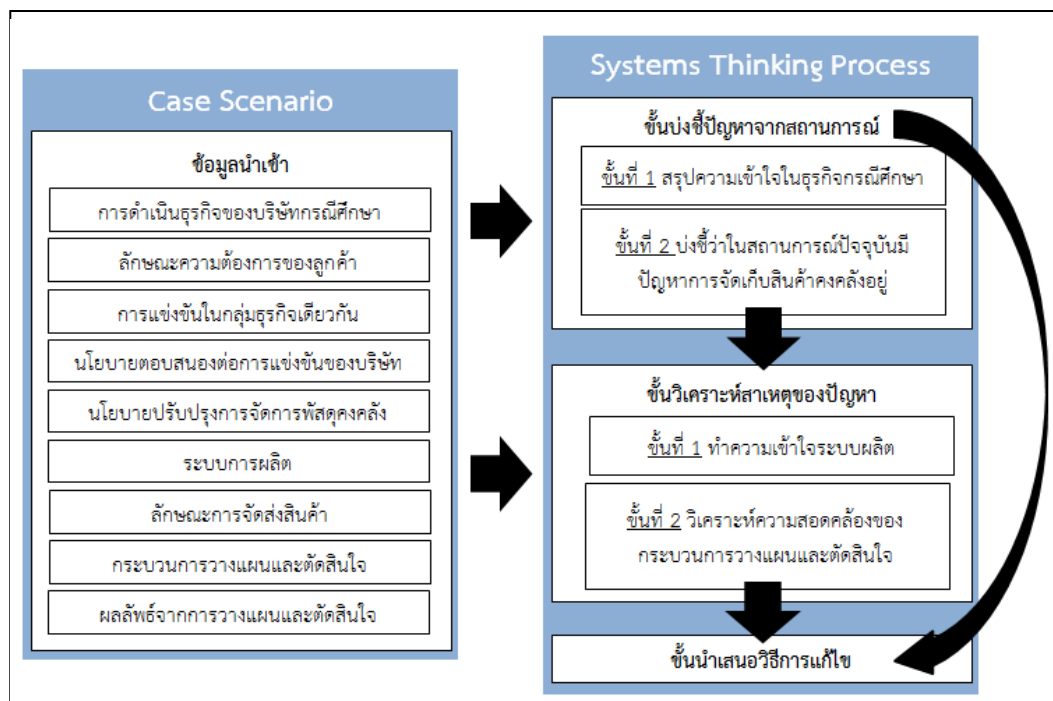 Case Scenario
ข้อมูลนำเข้า
การดำเนินธุรกิจของบริษัทกรณีศึกษา
ลักษณะความต้องการของลูกค้า
การแข่งขันในกลุ่มธุรกิจเดียวกัน
นโยบายตอบสนองต่อการแข่งขันของบริษัท
นโยบายปรับปรุงการจัดการพัสดุคงคลัง
ระบบการผลิต
ลักษณะการจัดส่งสินค้า
กระบวนการวางแผนและตัดสินใจ
ผลลัพธ์จากการวางแผนและตัดสินใจ
Systems Thinking Process
ขั้นบ่งชี้ปัญหาจากสถานการณ์
ขั้นที่ 1 สรุปความเข้าใจในธุรกิจกรณีศึกษา
ขั้นที่ 2 บ่งชี้ว่าในสถานการณ์ปัจจุบันมี
ปัญหาการจัดเก็บสินค้าคงคลังอยู่
ขั้นวิเคราะห์สาเหตุของปัญหา
ขั้นที่ 1 ทำความเข้าใจระบบผลิต
ขั้นที่ 2 วิเคราะห์ความสอดคล้องของ
กระบวนการวางแผนและตัดสินใจ
ขั้นนำเสนอวิธีการแก้ไข